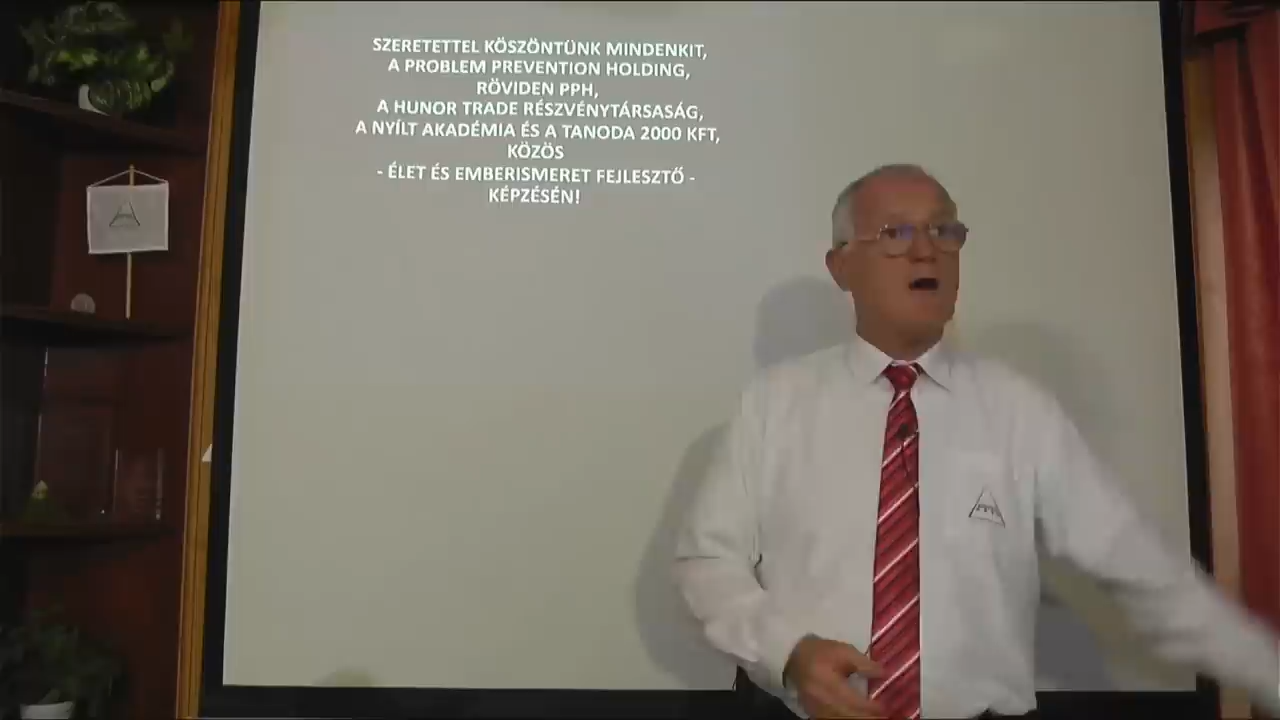 SZERETETTEL KÖSZÖNTÜNK MINDENKIT,
A PROBLEM PREVENTION HOLDING,
RÖVIDEN PPH,
A HUNOR TRADE RÉSZVÉNYTÁRSASÁG,
A NYÍLT AKADÉMIA ÉS A TANODA 2000 KFT,
KÖZÖS
- ÉLET ÉS EMBERISMERET FEJLESZTŐ -
KÉPZÉSÉN!